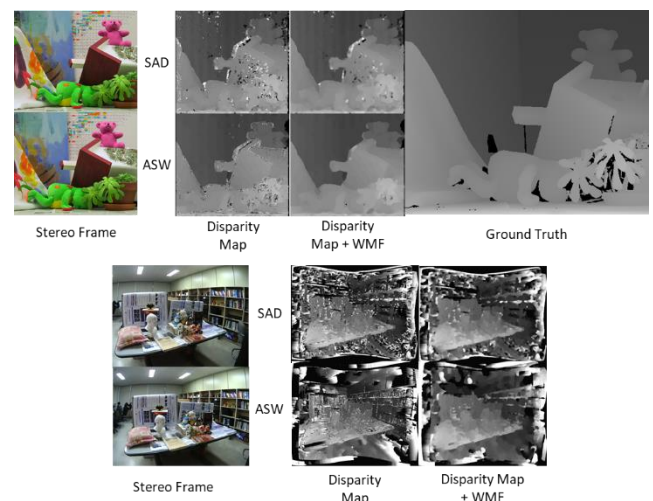 SAD
ASW
Stereo Frame
Disparity
Map
Disparity
Map + WMF
Ground Truth
SAD
ASW
Stereo Frame
Disparity
Map
Disparity Map
+ WMF